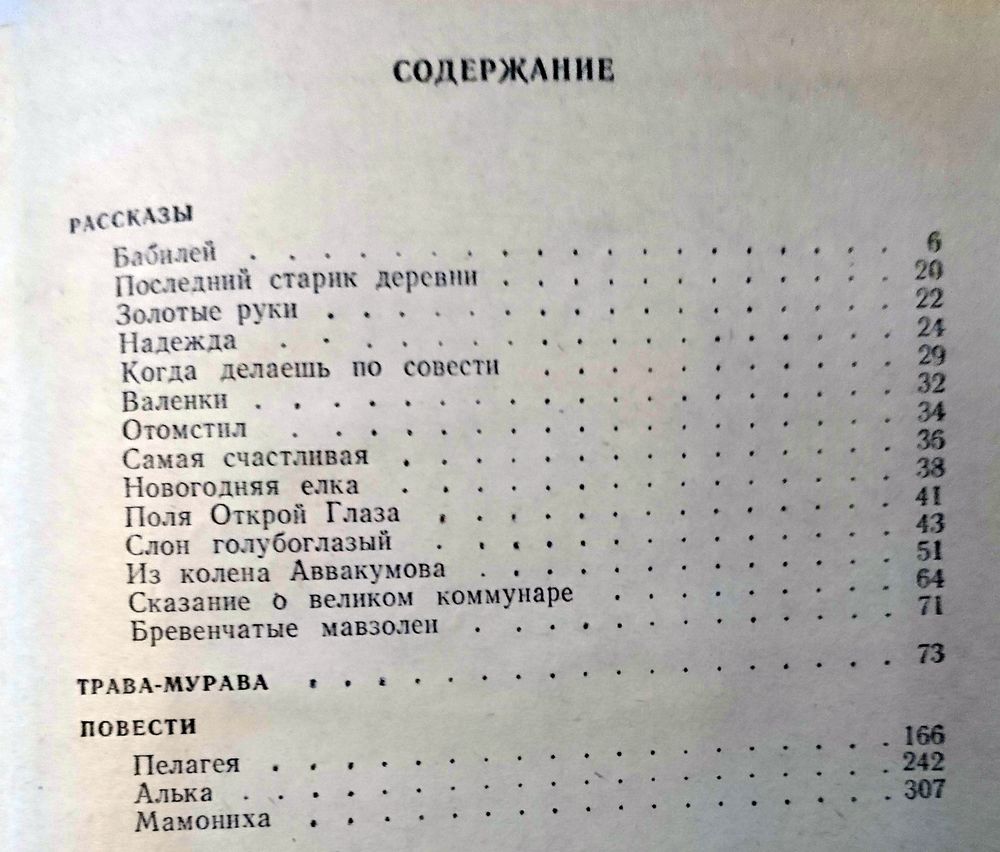 СОДЕРЖАНИЕ
РАССКАЗЫ
Бабилей . . . . . . . . . . . . . . . . . 6
Последний старик деревни . . . . . . . . . . . 20
Золотые руки . . . . . . . . . . . . . . . 22
Надежда . . . . . . . . . . . . . . . . 24
Когда делаешь по совести . . . . . . . . . . 29
Валенки . . . . . . . . . . . . . . . . . 32
Отомстил . . . . . . . . . . . . . . . . 34
Самая счастливая . . . . . . . . . . . . . 36
Новогодняя елка . . . . . . . . . . . . . 38
Поля Открой Глаза . . . . . . . . . . . . 41
Слон голубоглазый . . . . . . . . . . . . 43
Из колена Аввакумова . . . . . . . . . . . 51
Сказание о великом коммунаре . . . . . . . . 64
Бревенчатые мавзолеи . . . . . . . . . . . 71
ТРАВА-МУРАВА . . . . . . . . . . . . . . . . 73
ПОВЕСТИ
Пелагея . . . . . . . . . . . . . . . . . 166
Алька . . . . . . . . . . . . . . . . . . 242
Мамониха . . . . . . . . . . . . . . . . 307